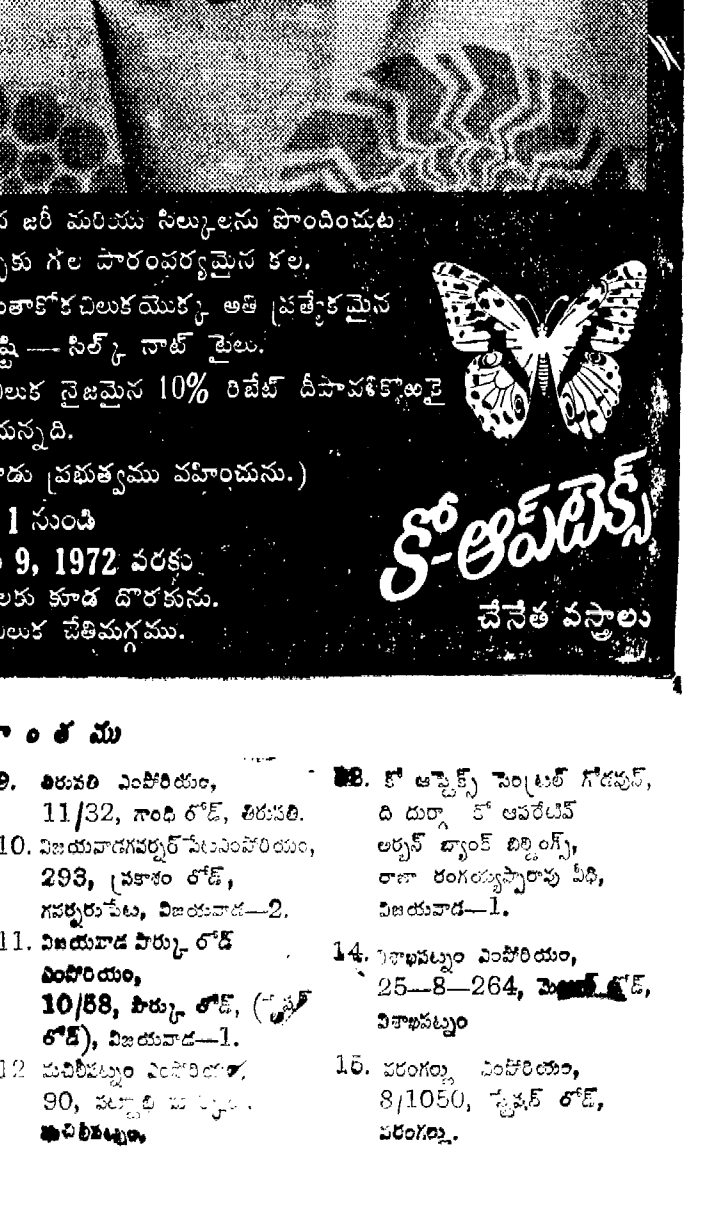 జరీ మరియు సిల్కులను పొందించుట
గల పారంపర్యమైన కల.
అతి ప్రత్యేకమైన
— సిల్క్ నాట్ టైలు.
నైజమైన 10% రిబేట్ దీపావళికొఱకై
ప్రభుత్వము వహించును.)
1 నుండి
9, 1972 వరకు
కూడ దొరకును.
చేతిమగ్గము.
కో-ఆప్‌టెక్స్
చేనేత వస్త్రాలు
9. తిరుపతి ఎంపోరియం,
11/32, గాంధి రోడ్, తిరుపతి.
10. విజయవాడగవర్నర్ పేటఎంపోరియం,
293, ప్రకాశం రోడ్,
గవర్నరుపేట, విజయవాడ—2.
11. విజయవాడ పార్కు రోడ్
ఎంపోరియం,
10/58, పార్కు రోడ్,
రోడ్), విజయవాడ—1.
12 మచిలీపట్నం ఎంపోరియం,
90,
మచిలీపట్నం,
కో ఆప్టెక్స్ సెంట్రల్ గోడవున్,
ది దుర్గా కో ఆపరేటివ్
అర్బన్ బ్యాంక్ బిల్డింగ్స్,
రాజా రంగయ్యప్పారావు వీధి,
విజయవాడ—1.
14. విశాఖపట్నం ఎంపోరియం,
25—8—264, రోడ్,
విశాఖపట్నం
15. వరంగల్లు ఎంపోరియం,
8/1050, స్టేషన్ రోడ్,
వరంగల్లు.